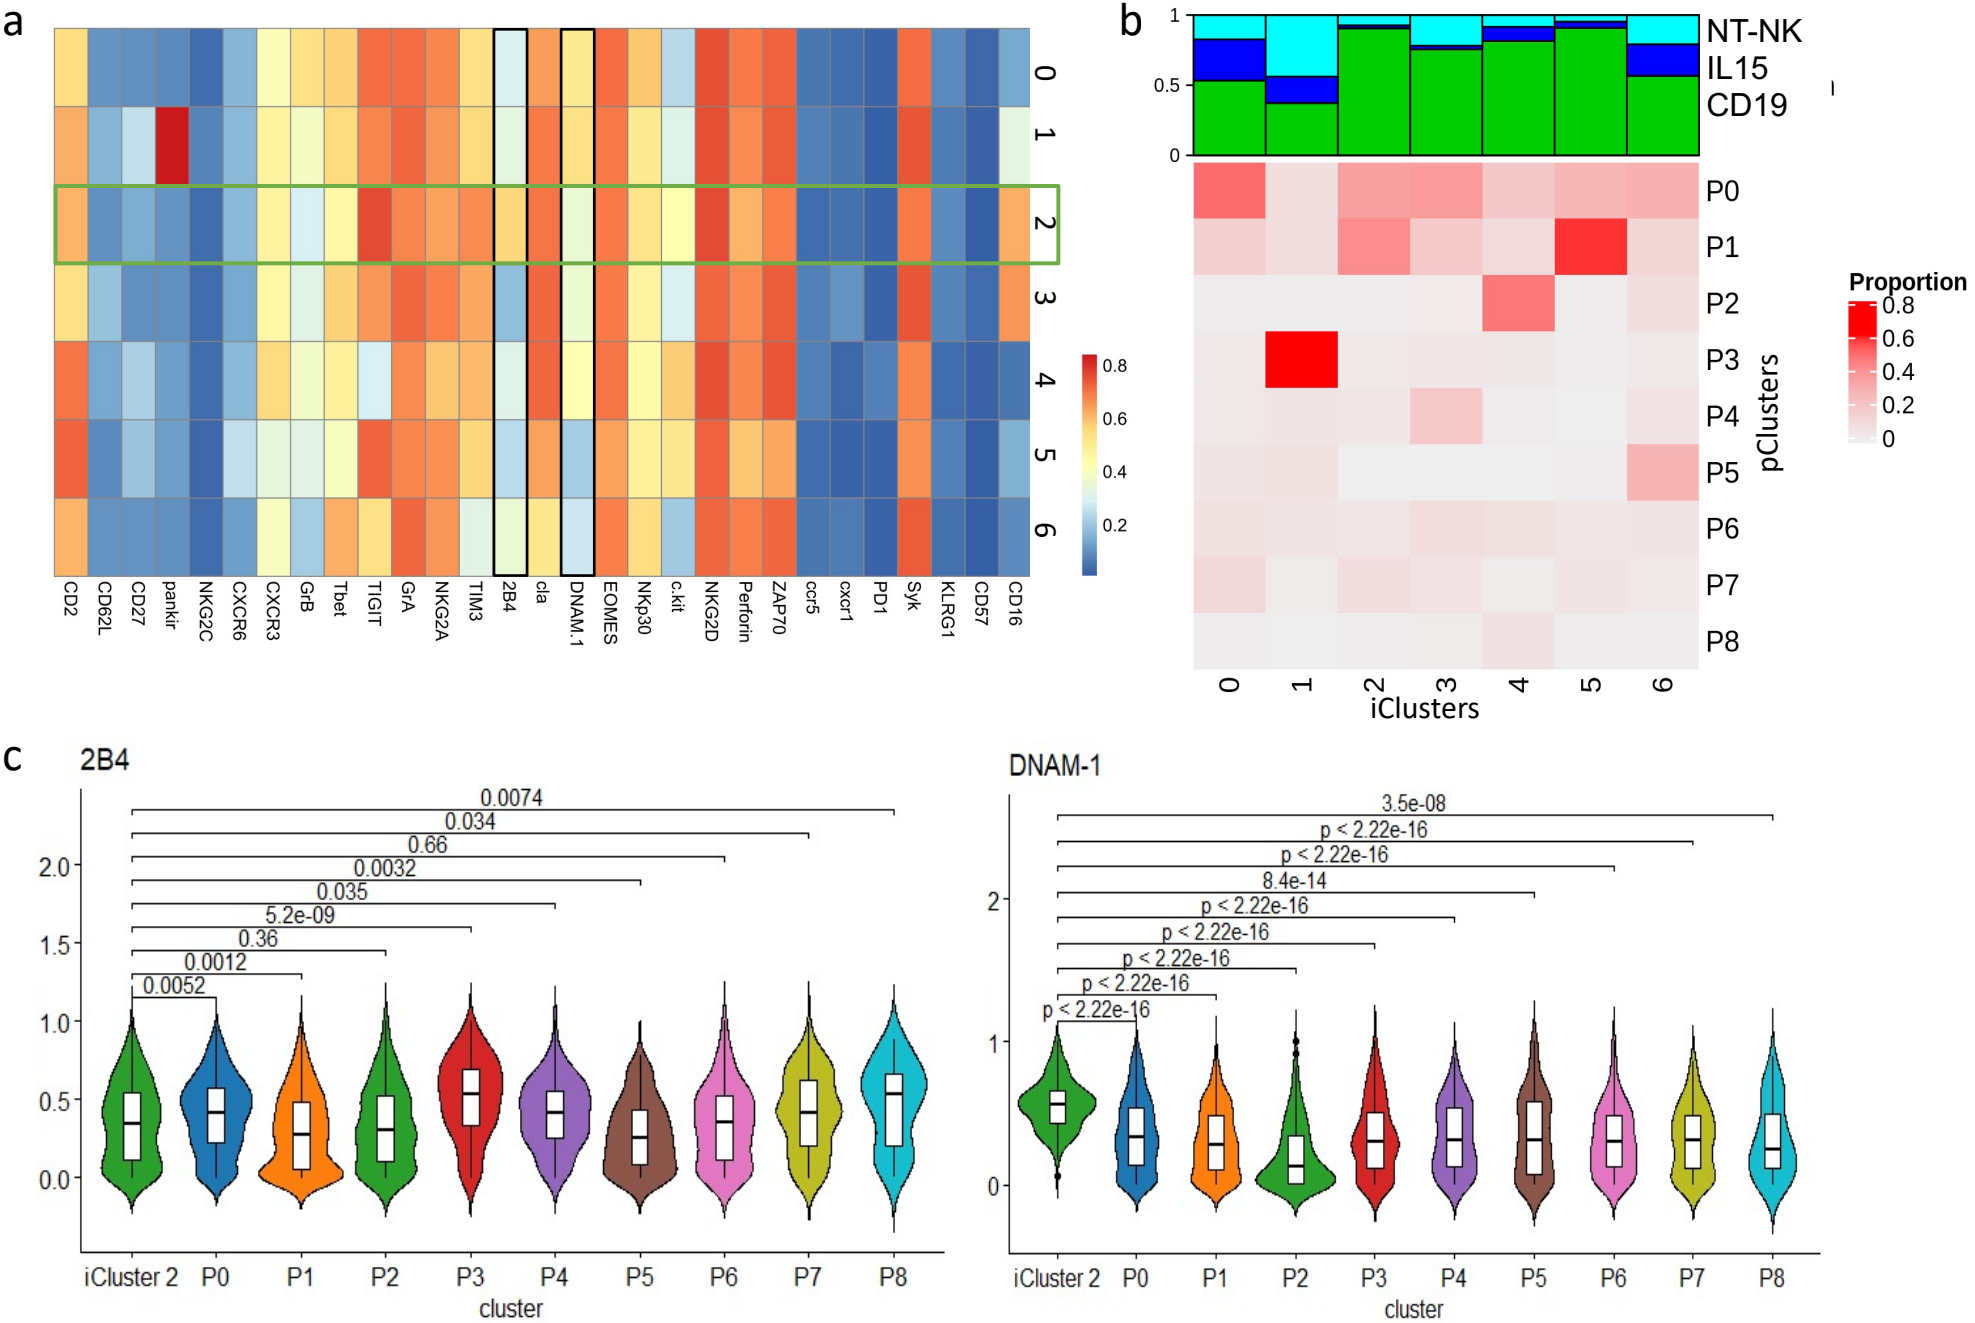 a
0
1
2
3
4
5
6
0.8
0.6
0.4
0.2
CD2
CD62L
CD27
pankir
NKG2C
CXCR6
CXCR3
GrB
Tbet
TIGIT
GrA
NKG2A
TIM3
2B4
cla
DNAM.1
EOMES
NKp30
c.kit
NKG2D
Perforin
ZAP70
ccr5
cxcr1
PD1
Syk
KLRG1
CD57
CD16
b
1
0.5
0
NT-NK
IL15
CD19
P0
P1
P2
P3
P4
P5
P6
P7
P8
pClusters
0
1
2
3
4
5
6
iClusters
Proportion
0.8
0.6
0.4
0.2
0
c
2B4
0.0074
0.034
0.66
0.0032
0.035
5.2e-09
0.36
0.0012
0.0052
2.0
1.5
1.0
0.5
0.0
iCluster 2 P0 P1 P2 P3 P4 P5 P6 P7 P8
cluster
DNAM-1
3.5e-08
p < 2.22e-16
p < 2.22e-16
8.4e-14
p < 2.22e-16
p < 2.22e-16
p < 2.22e-16
p < 2.22e-16
p < 2.22e-16
2
1
0
iCluster 2 P0 P1 P2 P3 P4 P5 P6 P7 P8
cluster